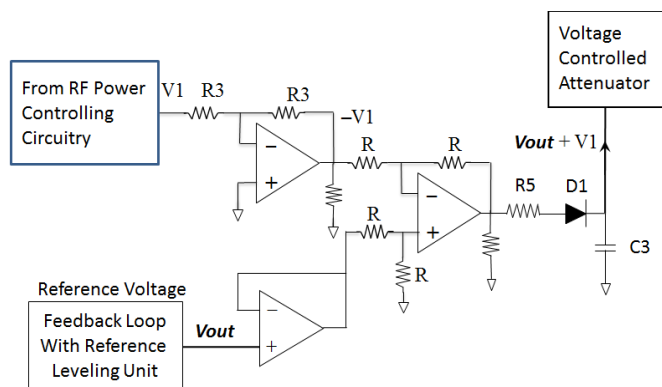 Voltage
Controlled
Attenuator
From RF Power
Controlling
Circuitry
V1
R3
R3
−V1
−
+
R
R
Vout + V1
R5
D1
−
+
C3
R
R
Reference Voltage
Feedback Loop
With Reference
Leveling Unit
Vout
−
+